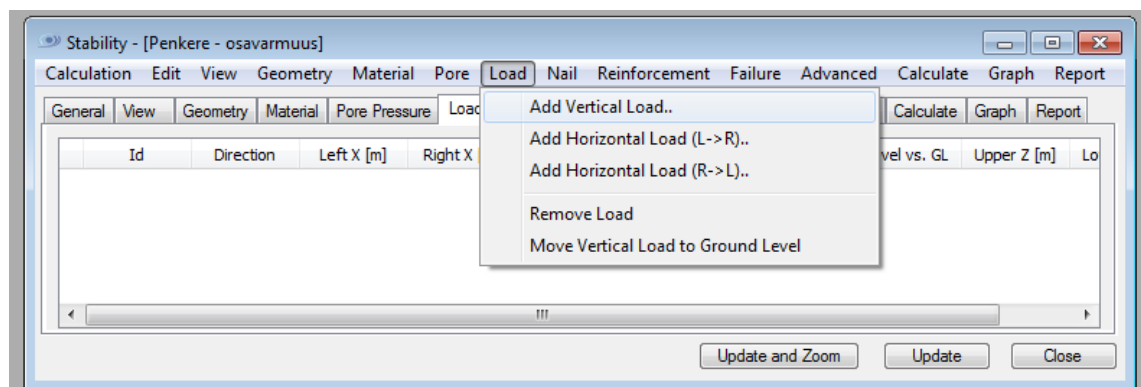 Stability - [Penkere - osavarmuus]
Calculation Edit View Geometry Material Pore Load Nail Reinforcement Failure Advanced Calculate Graph Report
General View Geometry Material Pore Pressure Load Calculate Graph Report
Add Vertical Load..
Id Direction Left X [m] Right X vel vs. GL Upper Z [m] Lo
Add Horizontal Load (L->R)..
Add Horizontal Load (R->L)..
Remove Load
Move Vertical Load to Ground Level
Update and Zoom Update Close